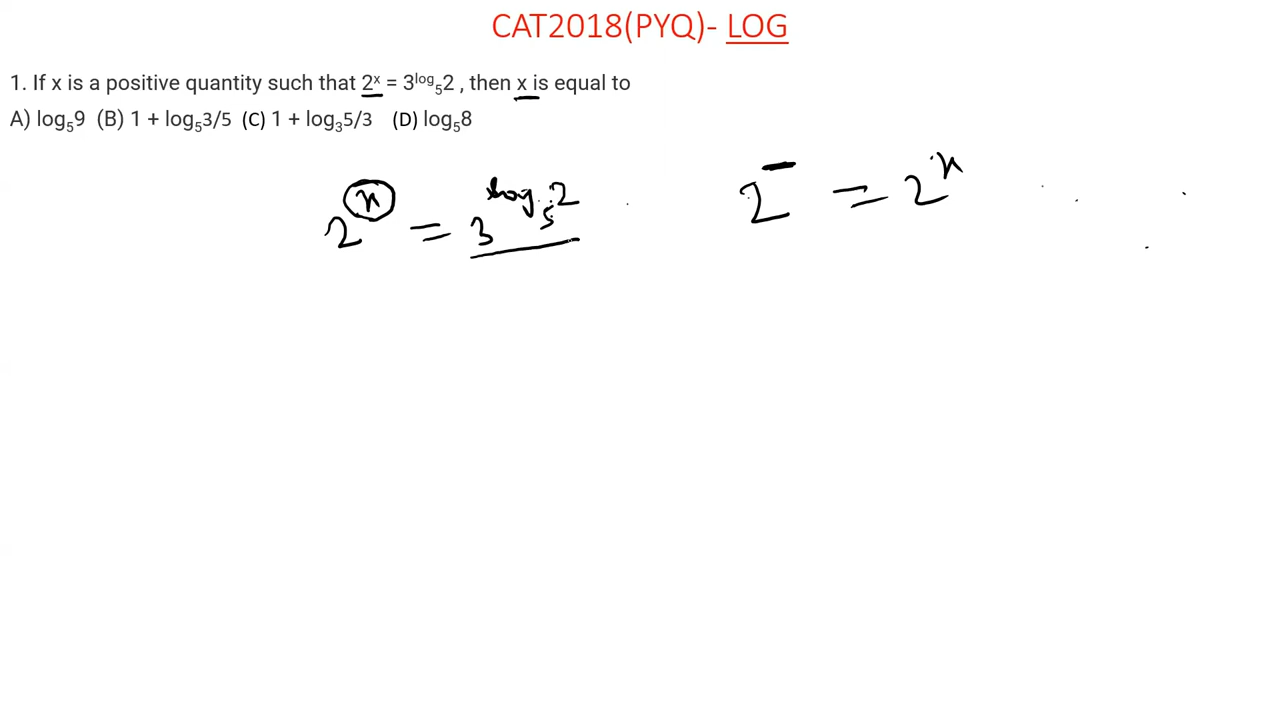 CAT2018(PYQ)- LOG
1. If x is a positive quantity such that 2ˣ = 3^log₅2 , then x is equal to
A) log₅9 (B) 1 + log₅3/5 (C) 1 + log₃5/3 (D) log₅8
2^x = 3^log₅2 2^– = 2^x